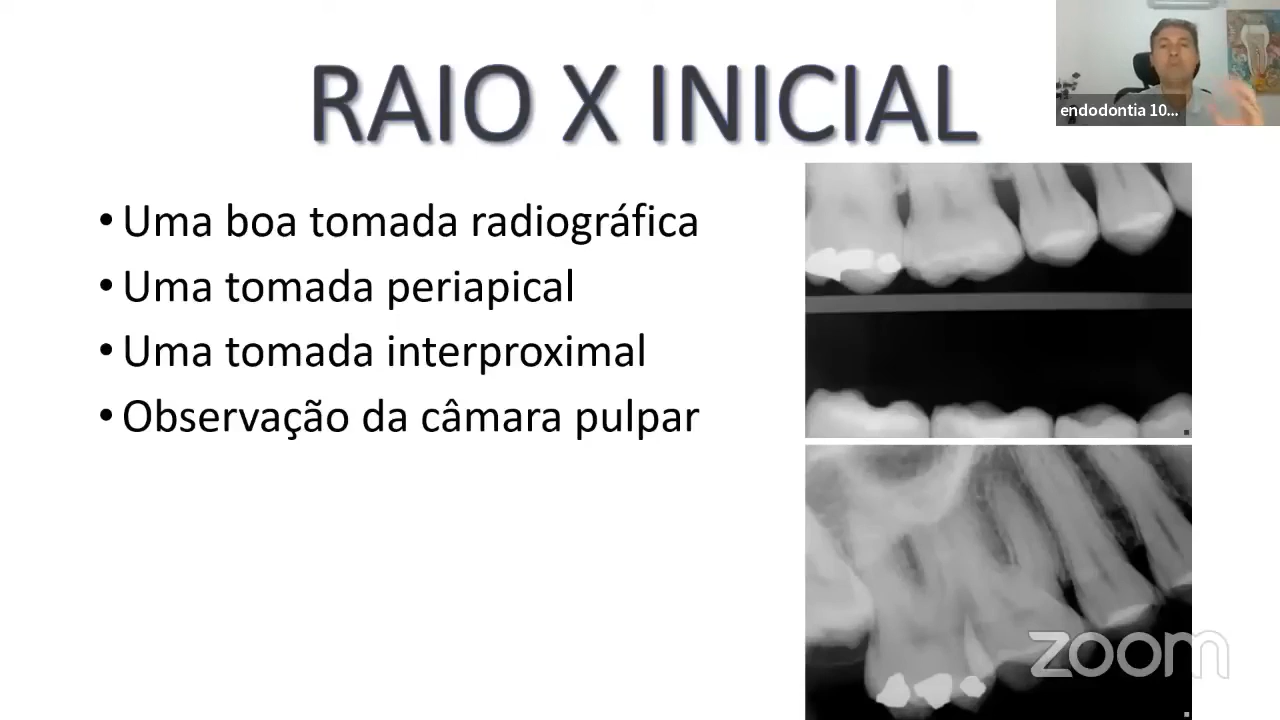 RAIO X INICIAL
endodontia 10...
• Uma boa tomada radiográfica
• Uma tomada periapical
• Uma tomada interproximal
• Observação da câmara pulpar
zoom